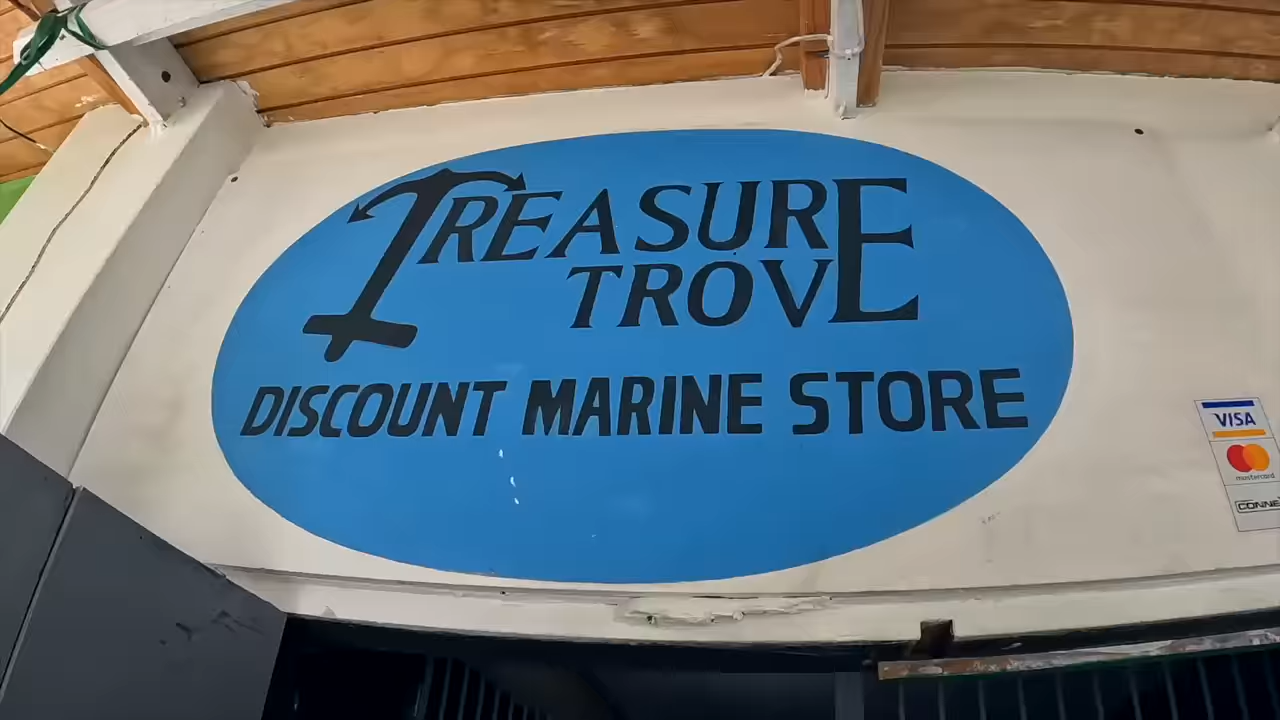 TREASURE
TROVE
DISCOUNT MARINE STORE
VISA
mastercard